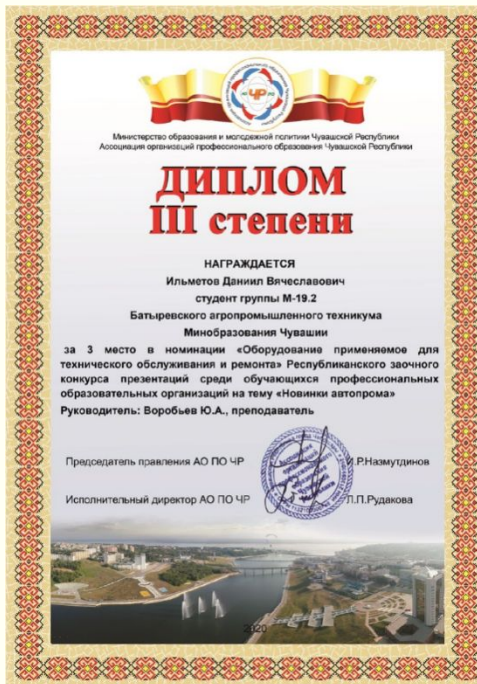 ЧР
Министерство образования и молодежной политики Чувашской Республики
Ассоциация организаций профессионального образования Чувашской Республики
ДИПЛОМ
III степени
НАГРАЖДАЕТСЯ
Ильметов Даниил Вячеславович
студент группы М-19.2
Батыревского агропромышленного техникума
Минобразования Чувашии
за 3 место в номинации «Оборудование применяемое для
технического обслуживания и ремонта» Республиканского заочного
конкурса презентаций среди обучающихся профессиональных
образовательных организаций на тему «Новинки автопрома»
Руководитель: Воробьев Ю.А., преподаватель
Председатель правления АО ПО ЧР И.Р.Назмутдинов
Исполнительный директор АО ПО ЧР Л.П.Рудакова
2020